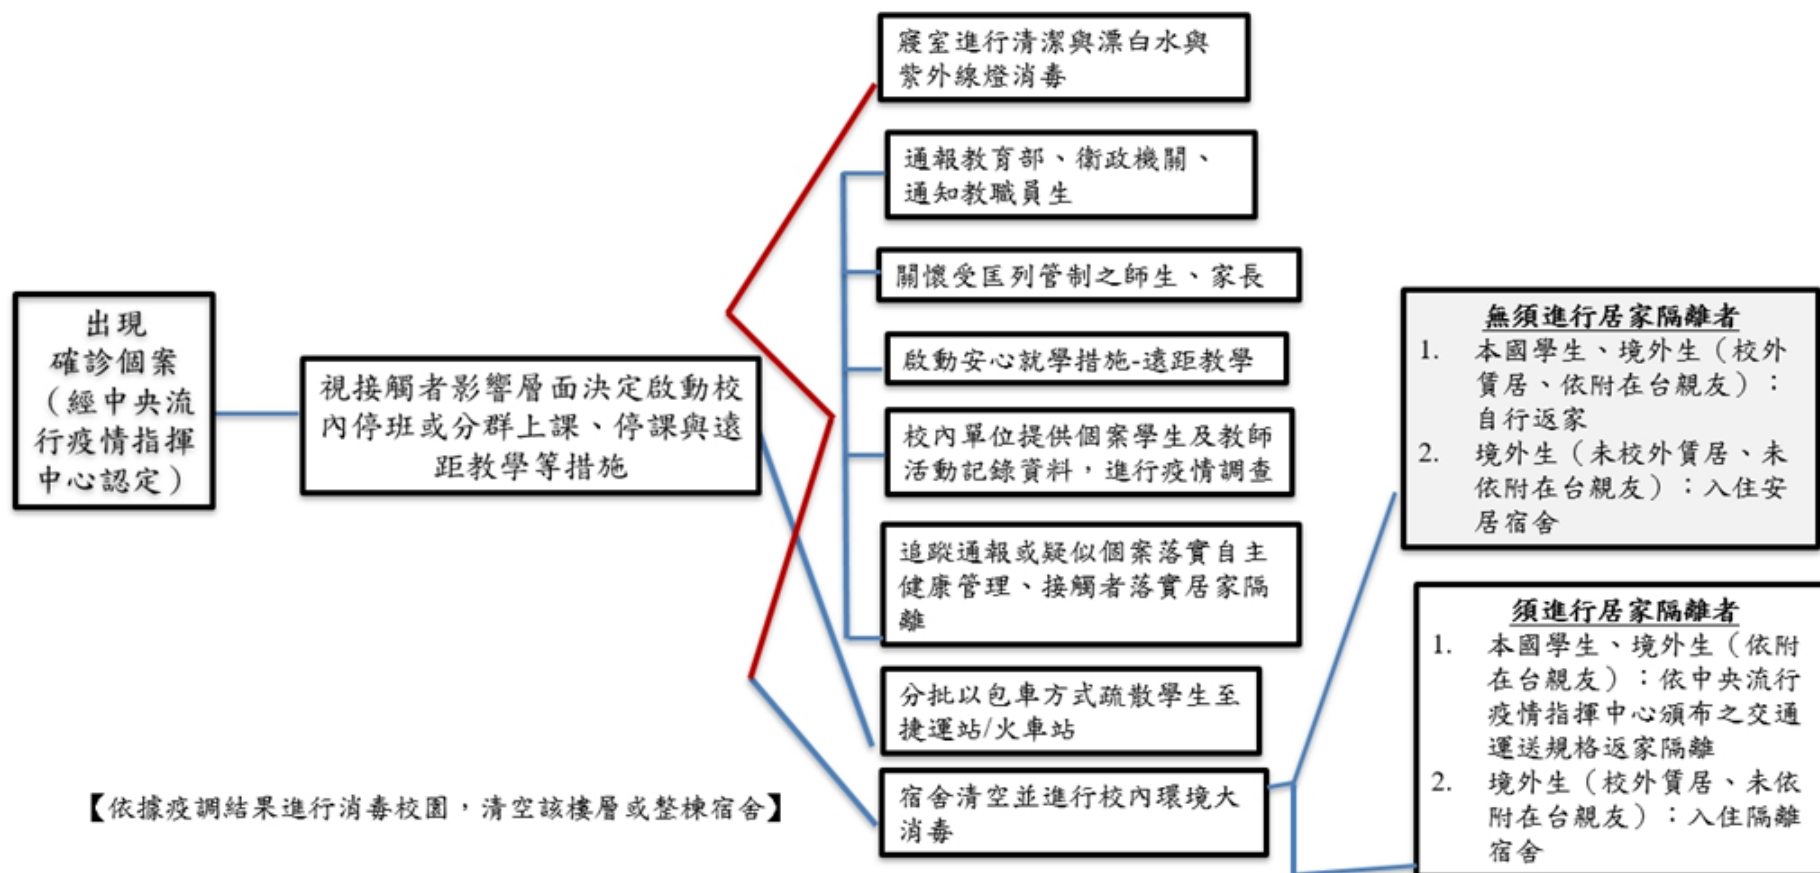 出現
確診個案
（經中央流
行疫情指揮
中心認定）
視接觸者影響層面決定啟動校
內停班或分群上課、停課與遠
距教學等措施
寢室進行清潔與漂白水與
紫外線燈消毒
通報教育部、衛政機關、
通知教職員生
關懷受匡列管制之師生、家長
啟動安心就學措施-遠距教學
校內單位提供個案學生及教師
活動記錄資料，進行疫情調查
追蹤通報或疑似個案落實自主
健康管理、接觸者落實居家隔
離
分批以包車方式疏散學生至
捷運站/火車站
宿舍清空並進行校內環境大
消毒
無須進行居家隔離者
1. 本國學生、境外生（校外
賃居、依附在台親友）：
自行返家
2. 境外生（未校外賃居、未
依附在台親友）：入住安
居宿舍
須進行居家隔離者
1. 本國學生、境外生（依附
在台親友）：依中央流行
疫情指揮中心頒布之交通
運送規格返家隔離
2. 境外生（校外賃居、未依
附在台親友）：入住隔離
宿舍
【依據疫調結果進行消毒校園，清空該樓層或整棟宿舍】